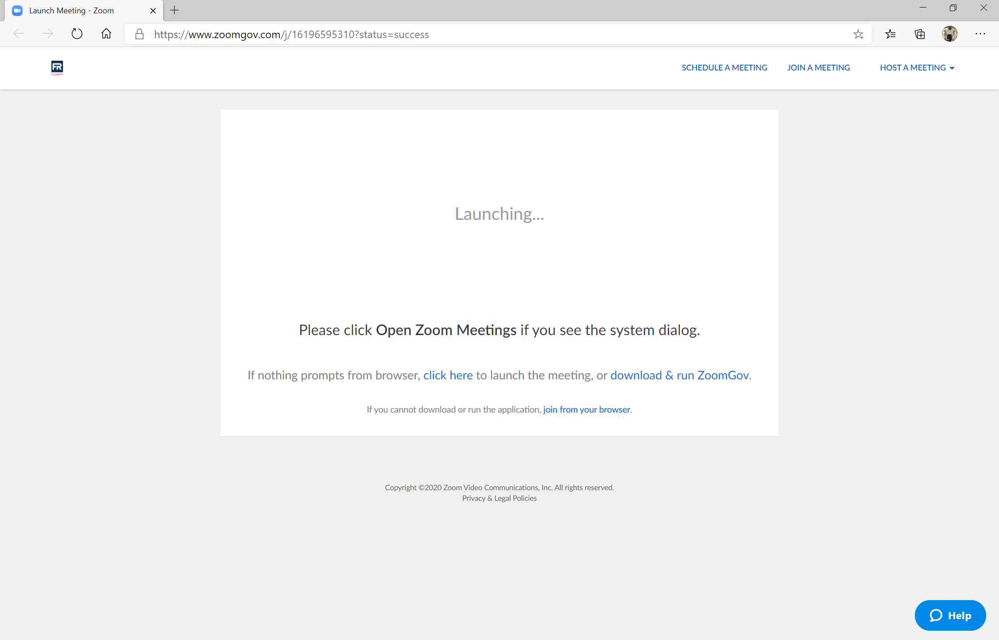 Launch Meeting - Zoom
https://www.zoomgov.com/j/16196595310?status=success
FR
FedRAMP
SCHEDULE A MEETING JOIN A MEETING HOST A MEETING
Launching...
Please click Open Zoom Meetings if you see the system dialog.
If nothing prompts from browser, click here to launch the meeting, or download & run ZoomGov.
If you cannot download or run the application, join from your browser.
Copyright ©2020 Zoom Video Communications, Inc. All rights reserved.
Privacy & Legal Policies
Help